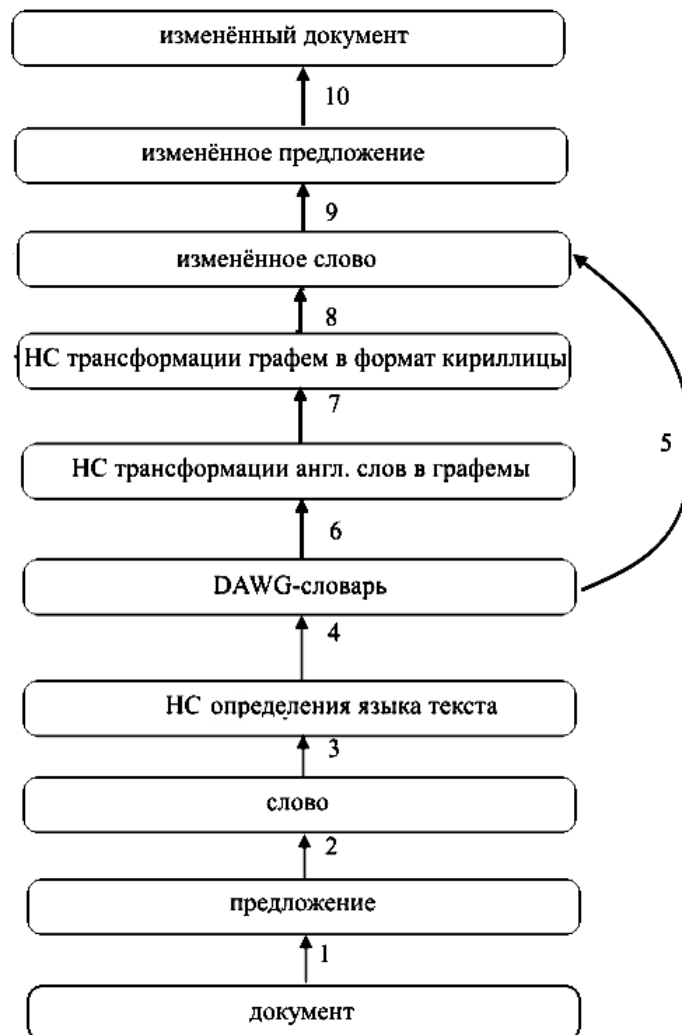 изменённый документ
10
изменённое предложение
9
изменённое слово
8
НС трансформации графем в формат кириллицы
7
НС трансформации англ. слов в графемы
5
6
DAWG-словарь
4
НС определения языка текста
3
слово
2
предложение
1
документ